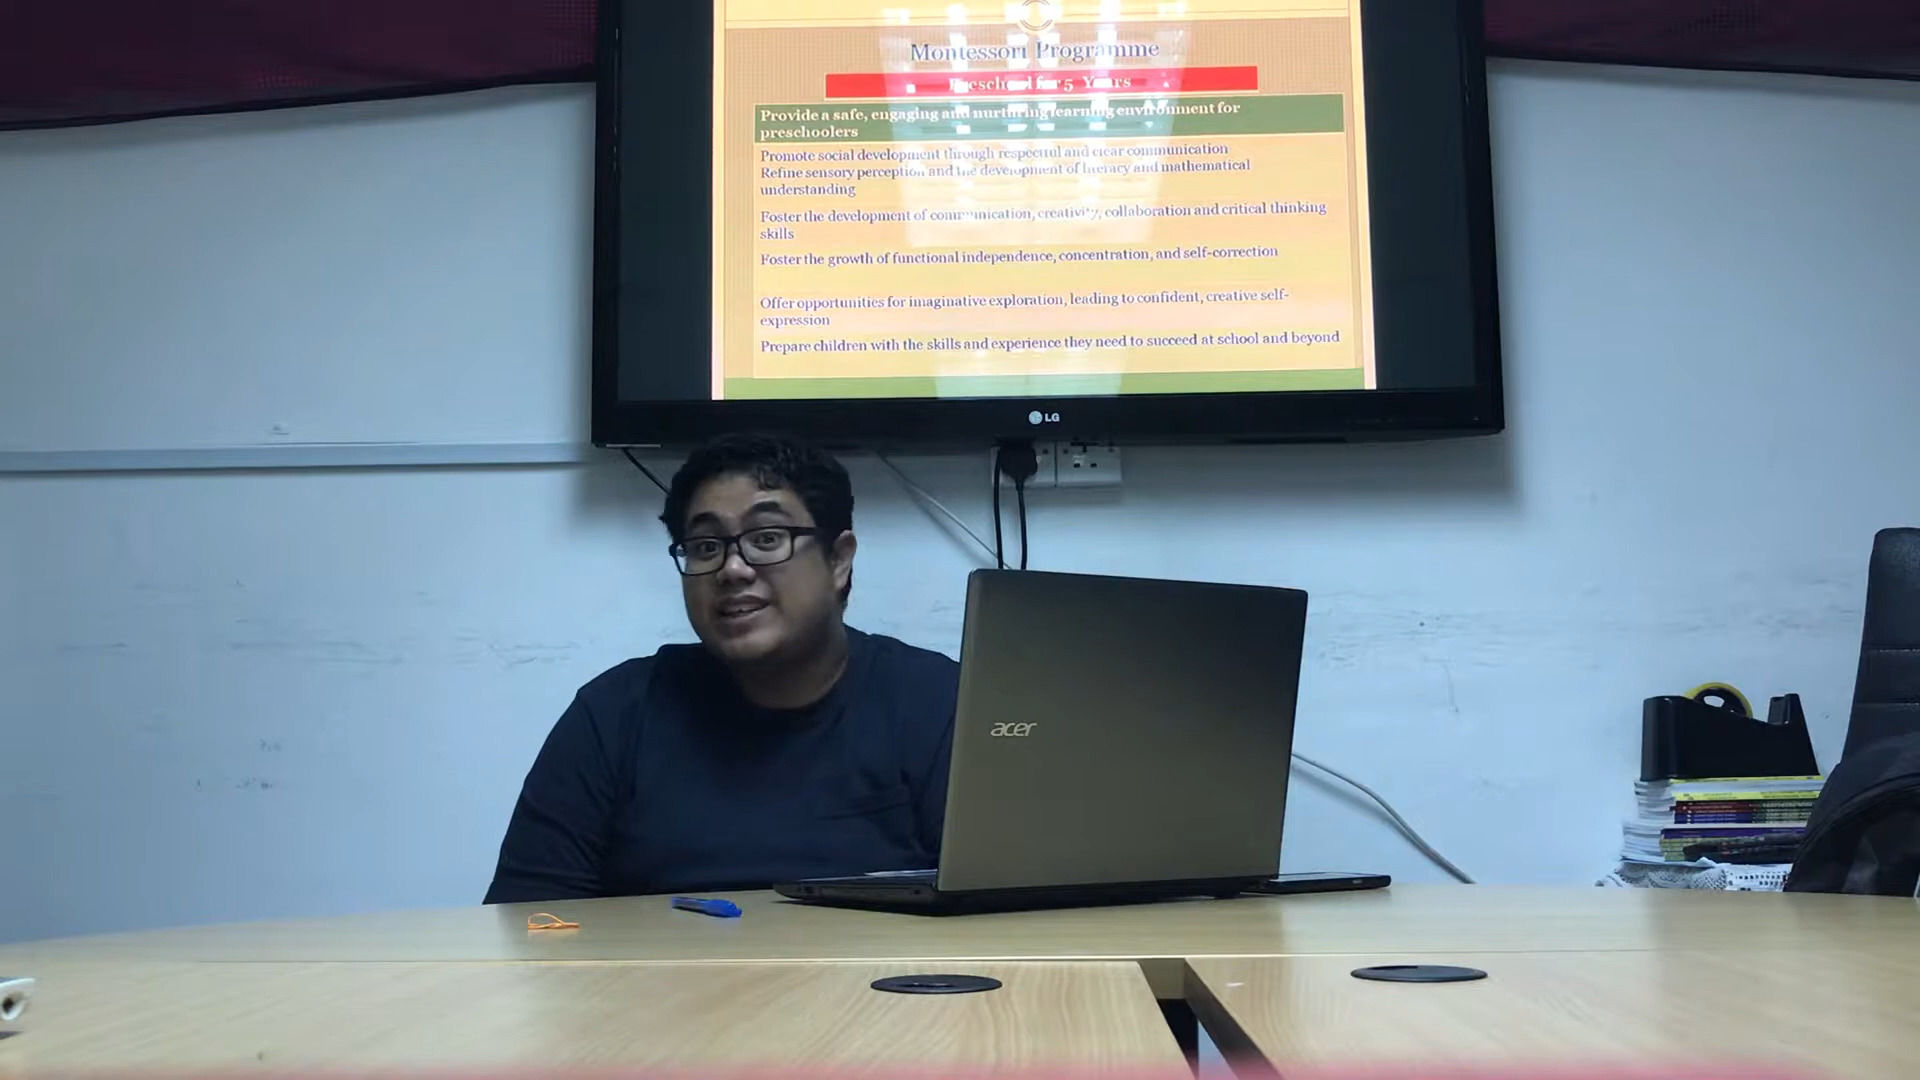 Montessori Programme
Preschool for 5 Years
Provide a safe, engaging and nurturing learning environment for
preschoolers
Promote social development through respectful and clear communication
Refine sensory perception and the development of literacy and mathematical
understanding
Foster the development of communication, creativity, collaboration and critical thinking
skills
Foster the growth of functional independence, concentration, and self-correction
Offer opportunities for imaginative exploration, leading to confident, creative self-
expression
Prepare children with the skills and experience they need to succeed at school and beyond
LG
acer